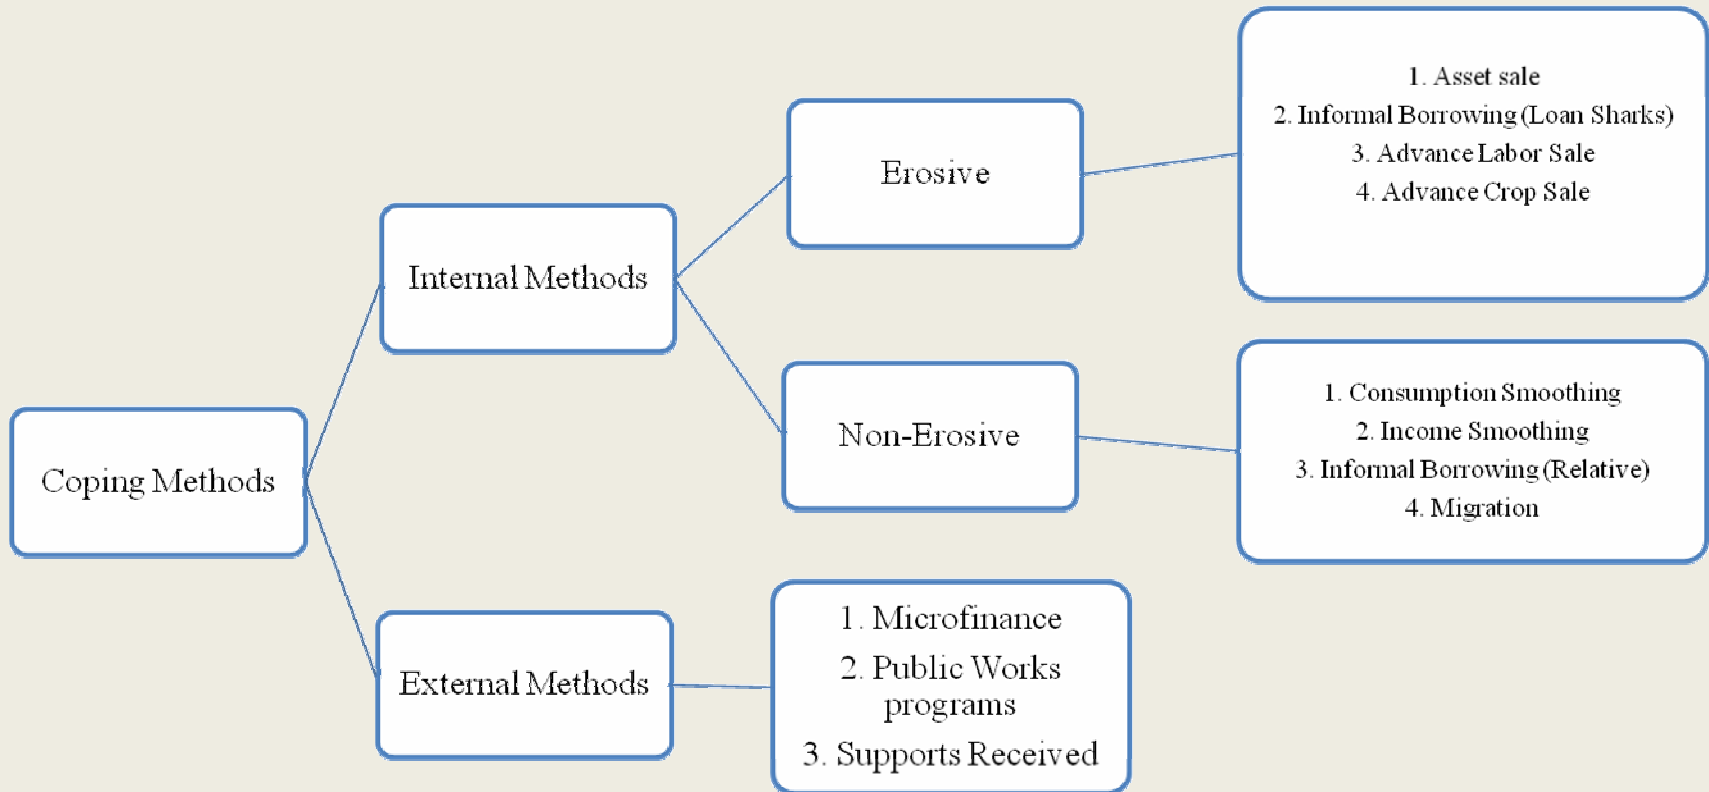 Coping Methods
Internal Methods
Erosive
1. Asset sale
2. Informal Borrowing (Loan Sharks)
3. Advance Labor Sale
4. Advance Crop Sale
Non-Erosive
1. Consumption Smoothing
2. Income Smoothing
3. Informal Borrowing (Relative)
4. Migration
External Methods
1. Microfinance
2. Public Works
programs
3. Supports Received